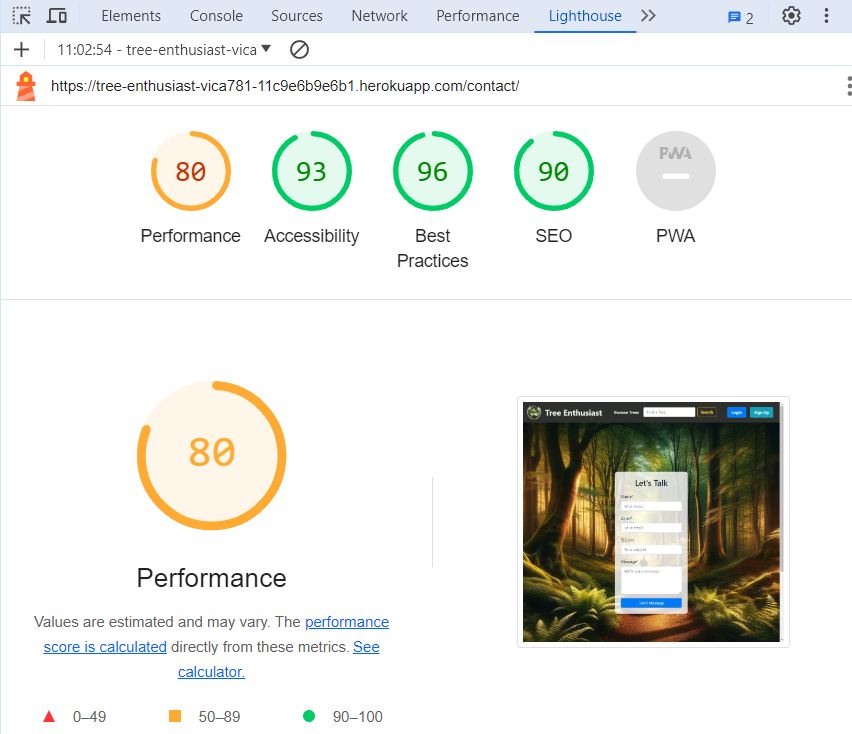 Elements Console Sources Network Performance Lighthouse 2
11:02:54 - tree-enthusiast-vica
https://tree-enthusiast-vica781-11c9e6b9e6b1.herokuapp.com/contact/
80 93 96 90 PWA
Performance Accessibility Best Practices SEO PWA
80
Performance
Values are estimated and may vary. The performance
score is calculated directly from these metrics. See
calculator.
0–49 50–89 90–100
Tree Enthusiast Browse Trees Find a Tree Search Login Sign Up
Let's Talk
Name*
Your name
Email*
Your email
Subject
Your subject
Message*
Write your message
Send Message